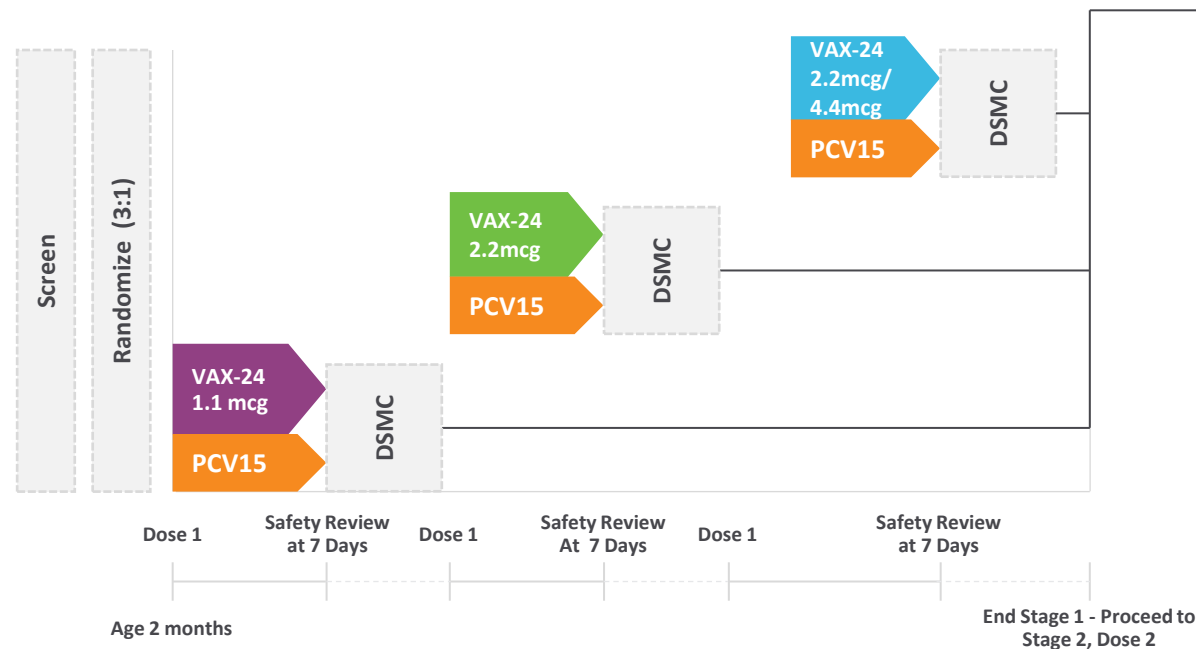 Screen
Randomize (3:1)
VAX-24
2.2mcg/
4.4mcg
PCV15
DSMC
VAX-24
2.2mcg
PCV15
DSMC
VAX-24
1.1 mcg
PCV15
DSMC
Dose 1
Safety Review
at 7 Days
Dose 1
Safety Review
At 7 Days
Dose 1
Safety Review
at 7 Days
Age 2 months
End Stage 1 - Proceed to
Stage 2, Dose 2